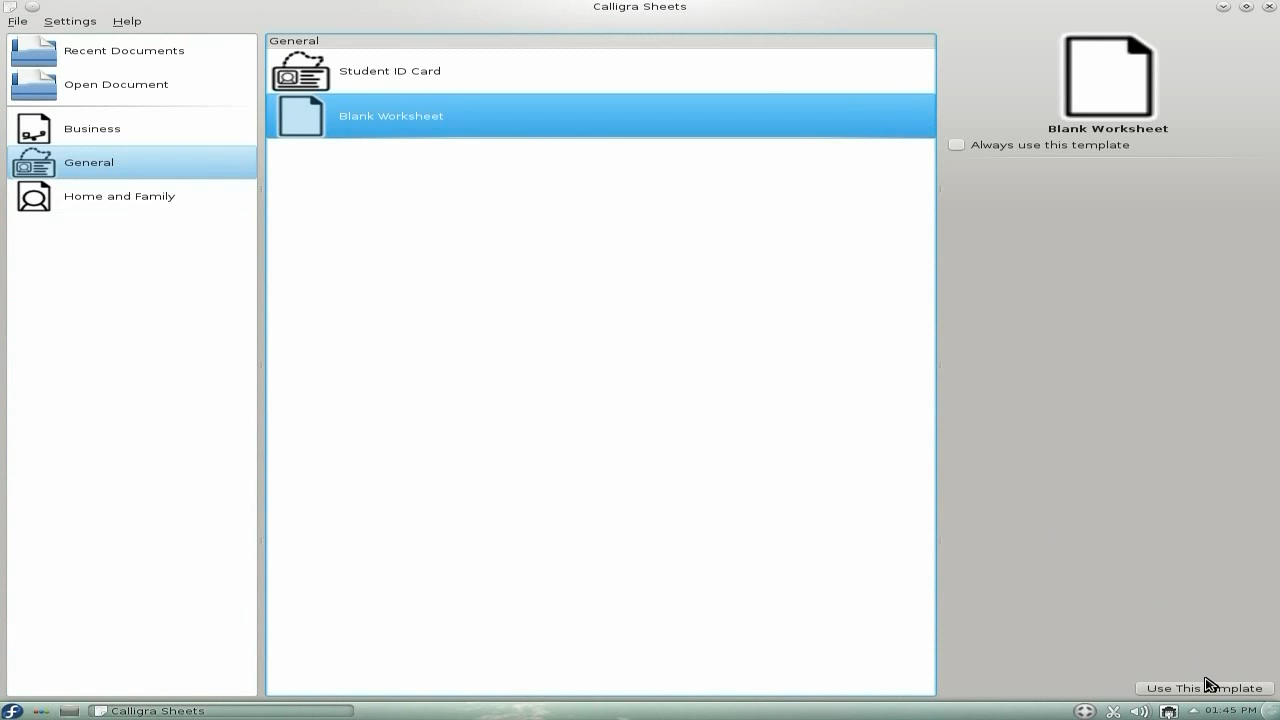 Calligra Sheets
File Settings Help
Recent Documents
Open Document
Business
General
Home and Family
General
Student ID Card
Blank Worksheet
Blank Worksheet
Always use this template
Use This Template
Calligra Sheets
01:45 PM